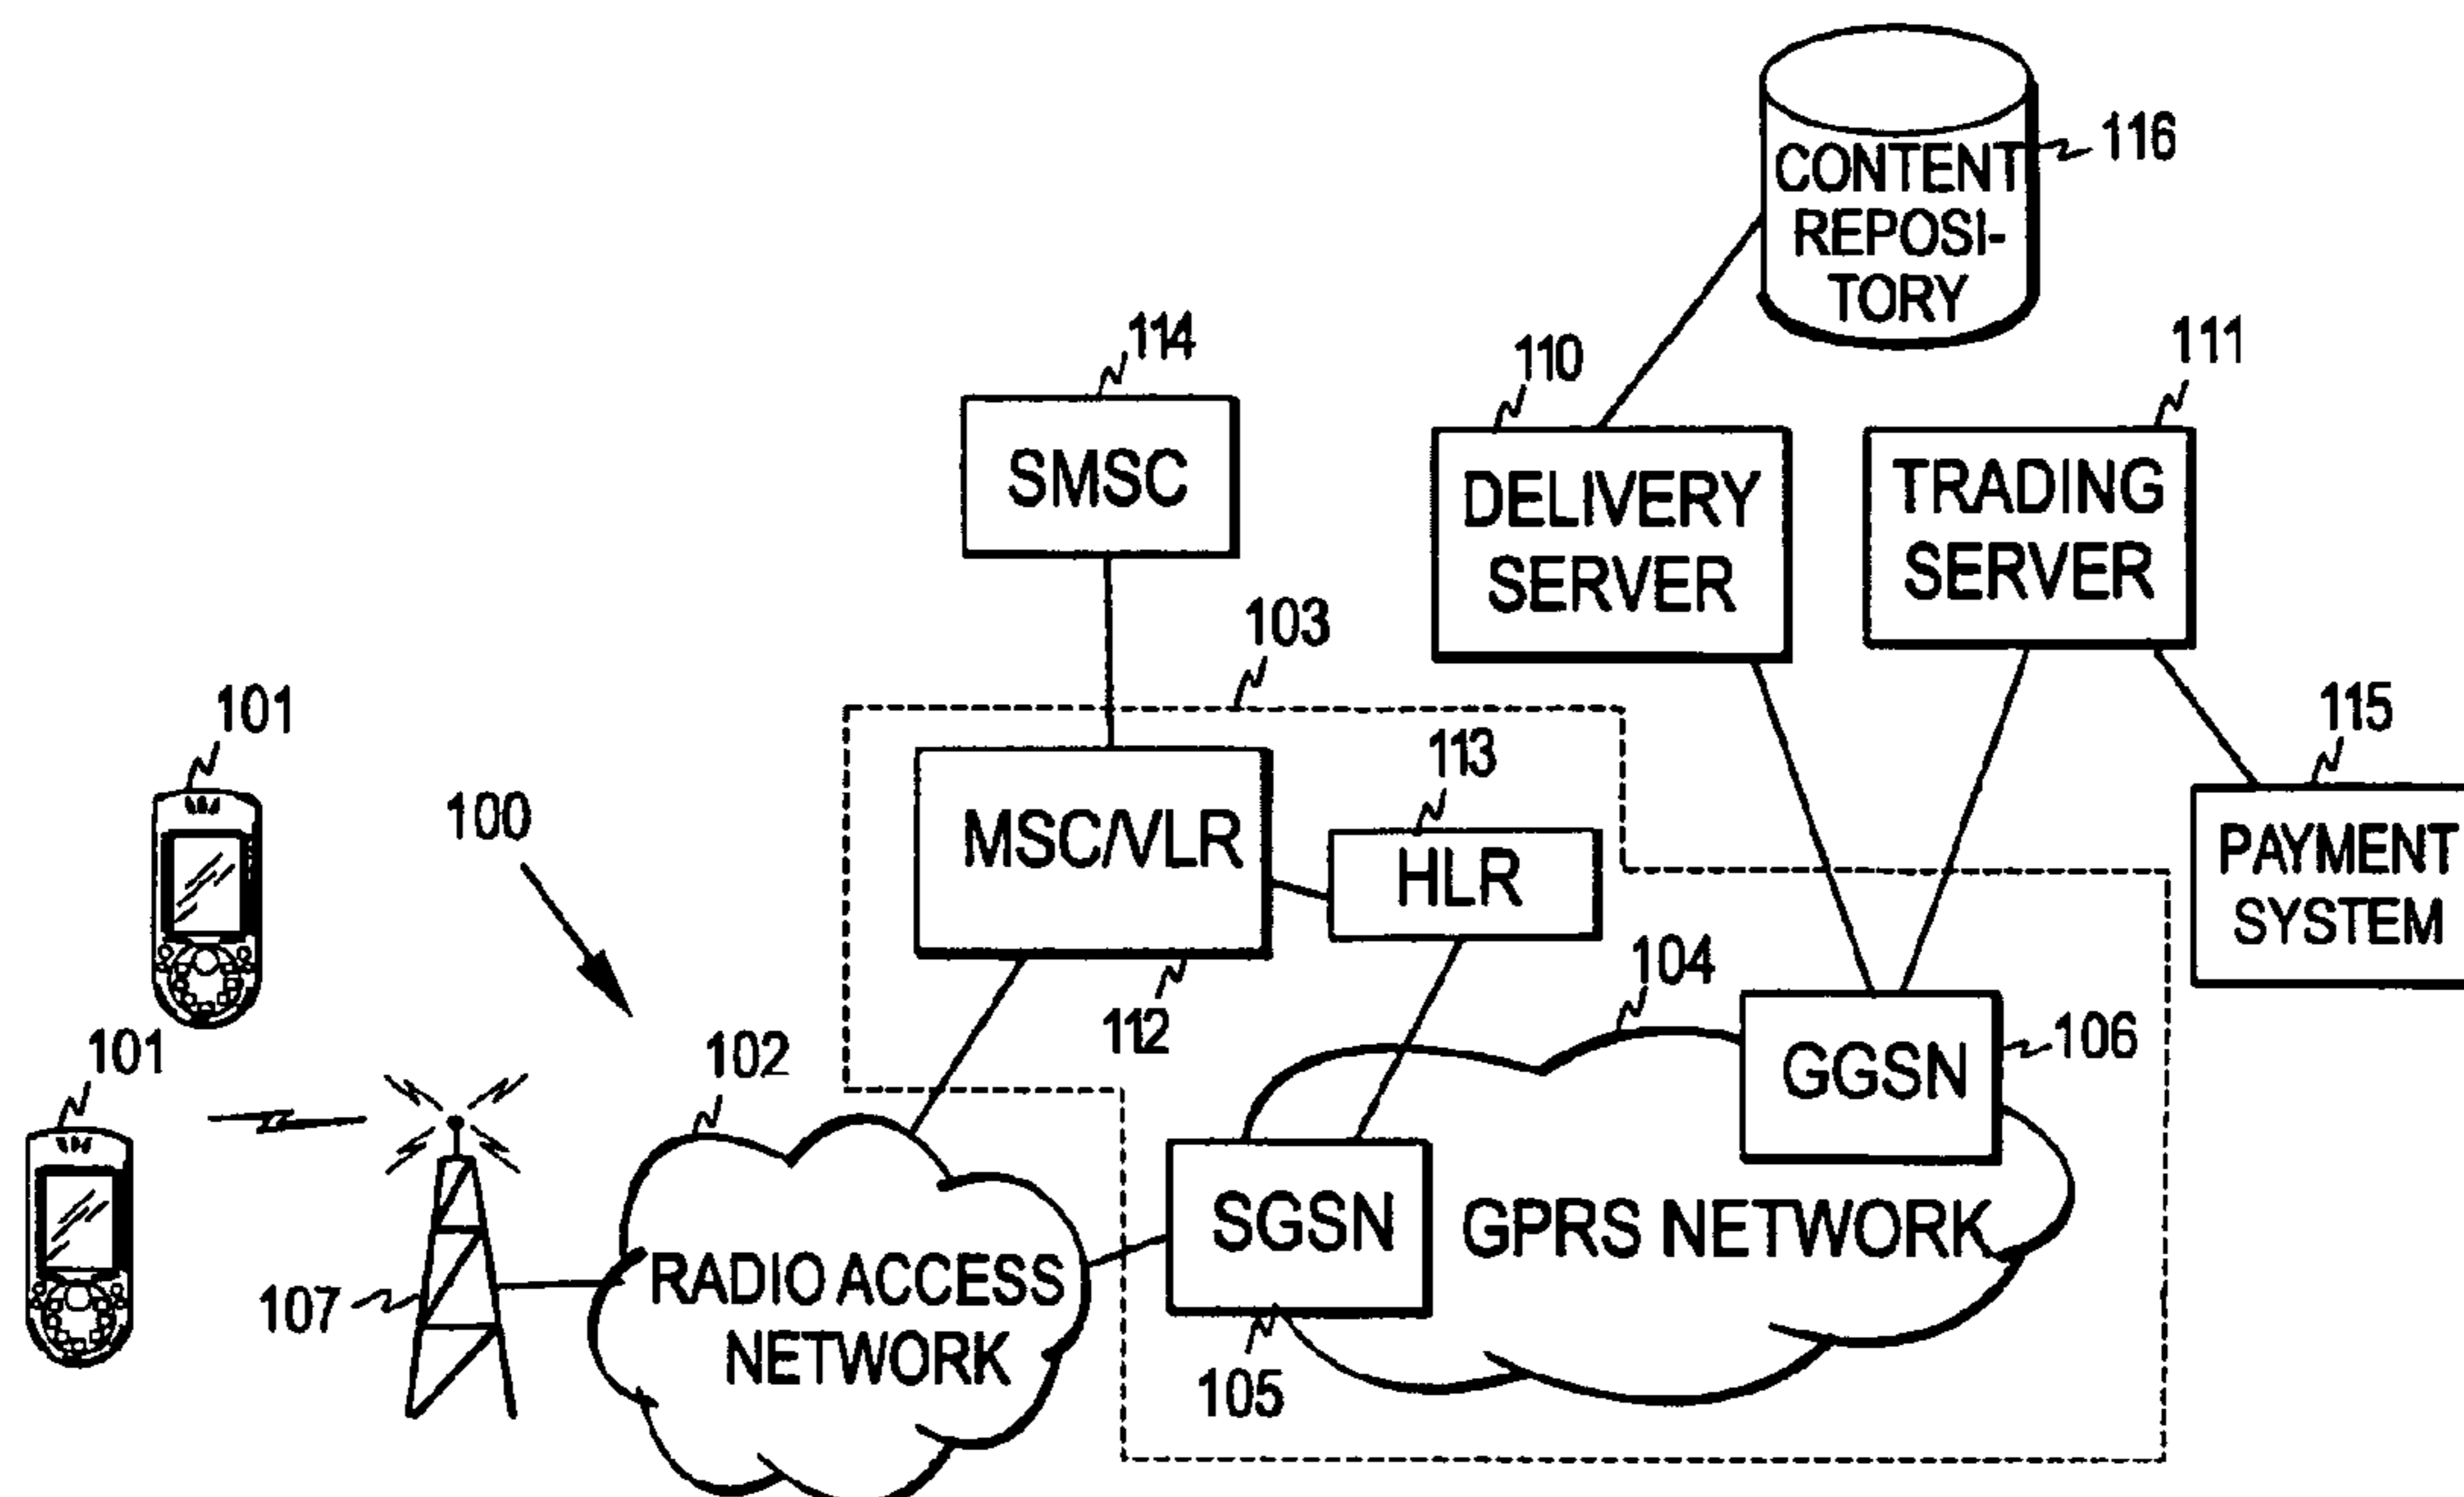 116
CONTENT
REPOSI-
TORY
114
110
111
SMSC
DELIVERY
SERVER
TRADING
SERVER
103
101
113
115
100
MSC/VLR
HLR
PAYMENT
SYSTEM
104
112
101
102
106
GGSN
SGSN
GPRS NETWORK
RADIO ACCESS
NETWORK
107
105